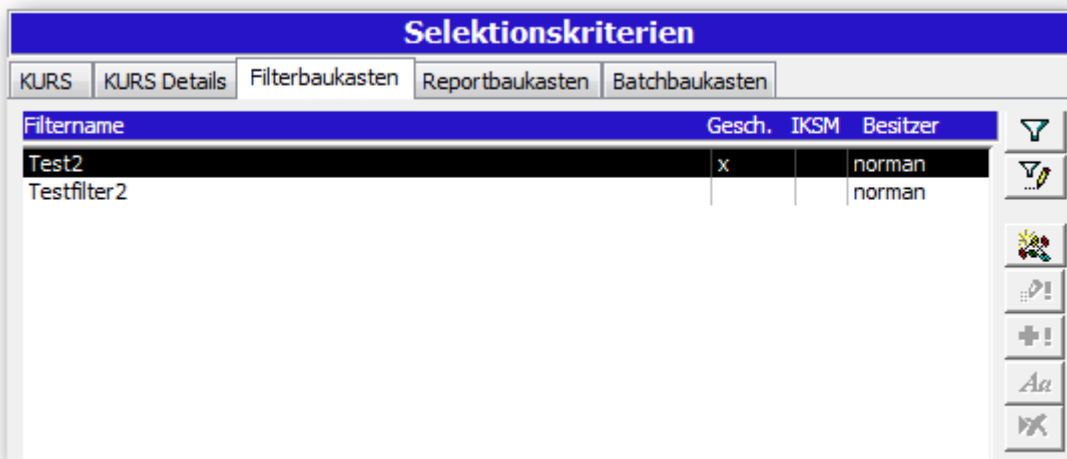 Selektionskriterien
KURS KURS Details Filterbaukasten Reportbaukasten Batchbaukasten
Filtername Gesch. IKSM Besitzer
Test2 x norman
Testfilter2 norman
Aa